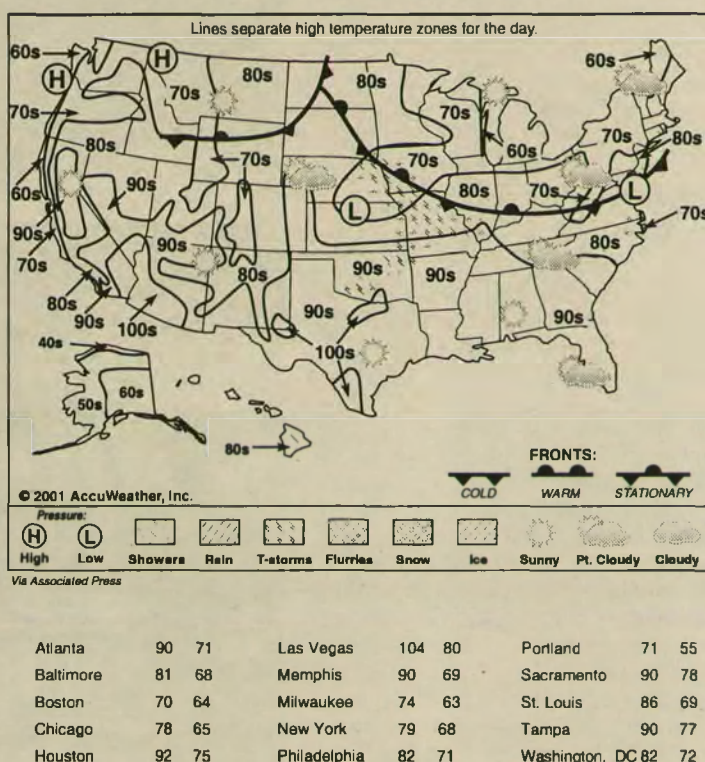 Lines separate high temperature zones for the day.
60s
H
H
80s
80s
60s
70s
70s
70s
70s
80s
80s
70s
70s
60s
60s
90s
80s
70s
L
L
90s
90s
70s
70s
80s
80s
90s
90s
80s
90s
100s
90s
90s
40s
100s
50s
60s
80s
FRONTS:
COLD WARM STATIONARY
© 2001 AccuWeather, Inc.
Pressure:
H L
High Low Showers Rain T-storms Flurries Snow Ice Sunny Pt. Cloudy Cloudy
Via Associated Press
Atlanta 90 71 Las Vegas 104 80 Portland 71 55
Baltimore 81 68 Memphis 90 69 Sacramento 90 78
Boston 70 64 Milwaukee 74 63 St. Louis 86 69
Chicago 78 65 New York 79 68 Tampa 90 77
Houston 92 75 Philadelphia 82 71 Washington, DC 82 72